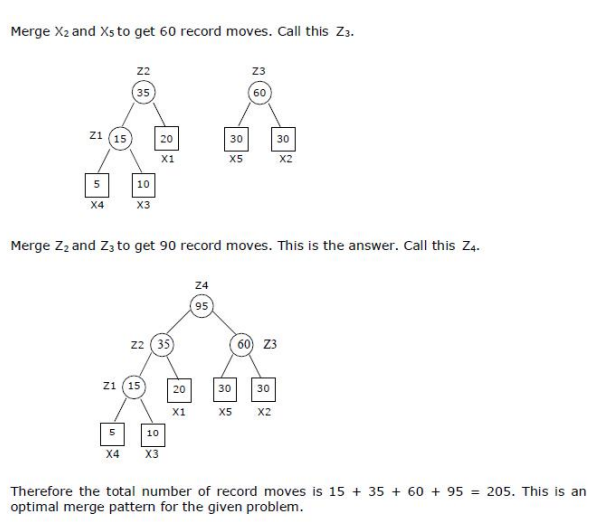 Merge X2 and X5 to get 60 record moves. Call this Z3.
Z2 Z3
35 60
Z1 15 20 30 30
X1 X5 X2
5 10
X4 X3
Merge Z2 and Z3 to get 90 record moves. This is the answer. Call this Z4.
Z4
95
Z2 35 60 Z3
Z1 15 20 30 30
X1 X5 X2
5 10
X4 X3
Therefore the total number of record moves is 15 + 35 + 60 + 95 = 205. This is an
optimal merge pattern for the given problem.